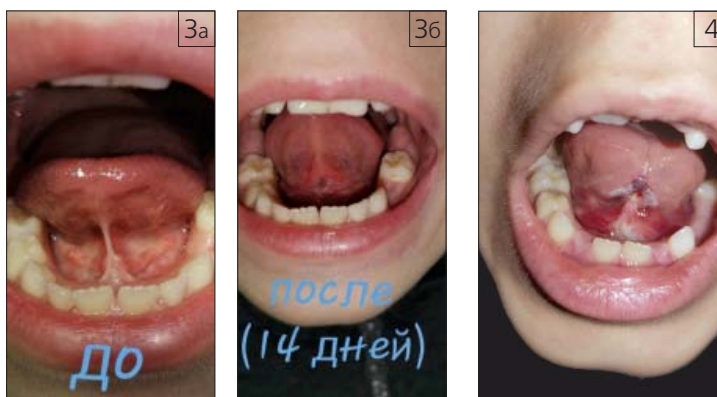 3а
3б
4
до
после
(14 дней)